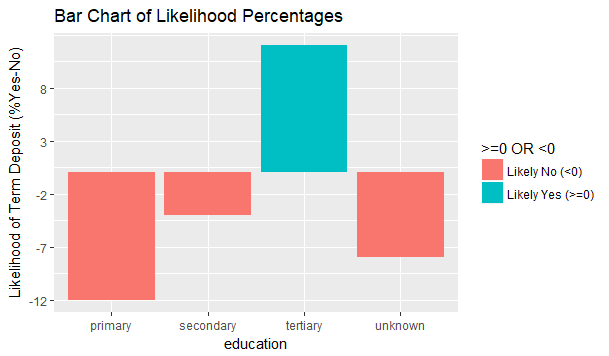 Bar Chart of Likelihood Percentages
Likelihood of Term Deposit (%Yes-No)
8
3
-2
-7
-12
primary secondary tertiary unknown
education
>=0 OR <0
Likely No (<0)
Likely Yes (>=0)